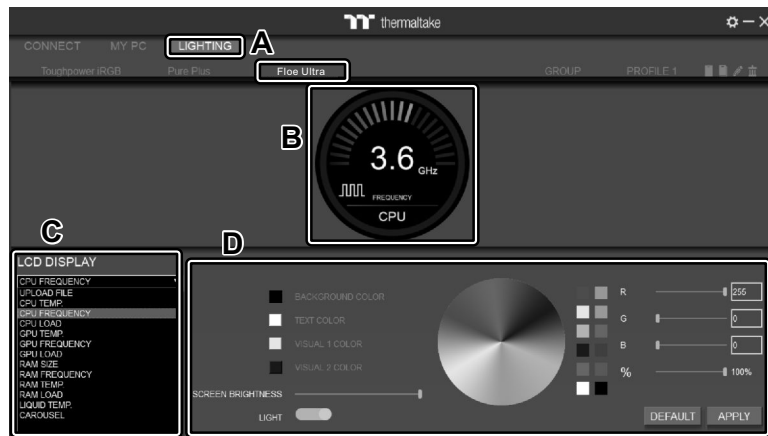 thermaltake
CONNECT MY PC LIGHTING A
Toughpower iRGB Pure Plus Floe Ultra GROUP PROFILE 1
B
3.6 GHz
FREQUENCY
CPU
C
D
LCD DISPLAY
CPU FREQUENCY
UPLOAD FILE
CPU TEMP.
CPU FREQUENCY
CPU LOAD
GPU TEMP.
GPU FREQUENCY
GPU LOAD
RAM SIZE
RAM FREQUENCY
RAM TEMP.
RAM LOAD
LIQUID TEMP.
CAROUSEL
BACKGROUND COLOR
TEXT COLOR
VISUAL 1 COLOR
VISUAL 2 COLOR
SCREEN BRIGHTNESS
LIGHT
R 255
G 0
B 0
% 100%
DEFAULT APPLY